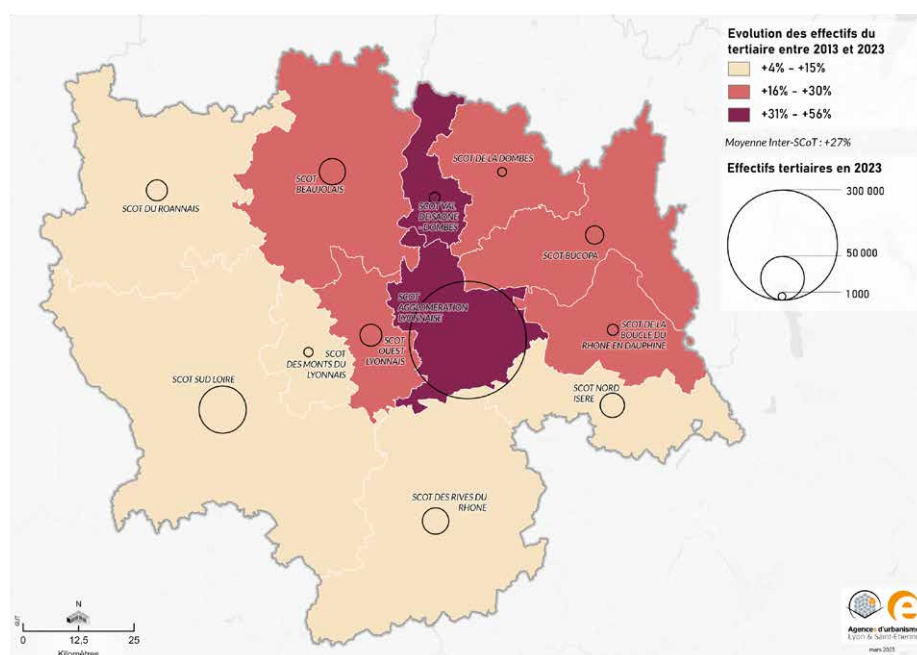 Evolution des effectifs du
tertiaire entre 2013 et 2023
+4% - +15%
+16% - +30%
+31% - +56%
Moyenne Inter-SCoT : +27%
Effectifs tertiaires en 2023
300 000
50 000
1 000
SCOT DE LA DOMBES
SCOT
BEAUJOLAIS
SCOT DU ROANNAIS
SCOT VAL
DE SAONE
- DOMBES
SCOT BUCOPA
SCOT
AGGLOMERATION
LYONNAISE
SCOT DE LA
BOUCLE DU
RHONE EN DAUPHINE
SCOT
OUEST
LYONNAIS
SCOT
DES MONTS DU
LYONNAIS
SCOT SUD LOIRE
SCOT NORD
ISERE
SCOT DES RIVES DU
RHONE
N
0 12,5 25
Kilomètres
Agences d'urbanisme
Lyon & Saint-Etienne
mars 2025